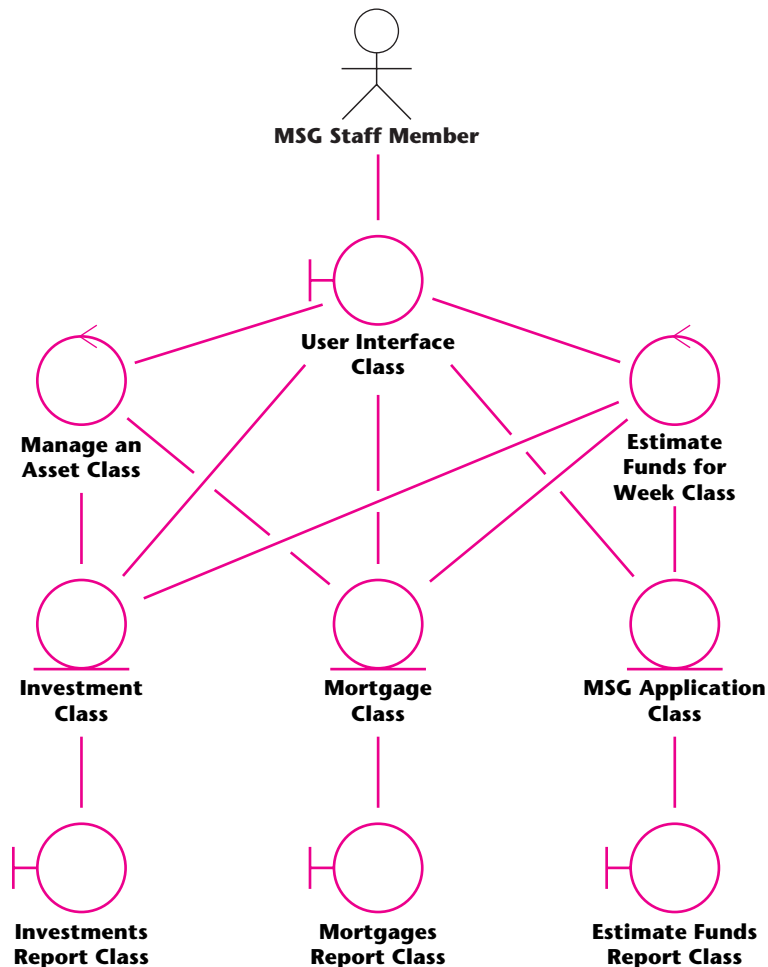 MSG Staff Member
User Interface
Class
Manage an
Asset Class
Estimate
Funds for
Week Class
Investment
Class
Mortgage
Class
MSG Application
Class
Investments
Report Class
Mortgages
Report Class
Estimate Funds
Report Class